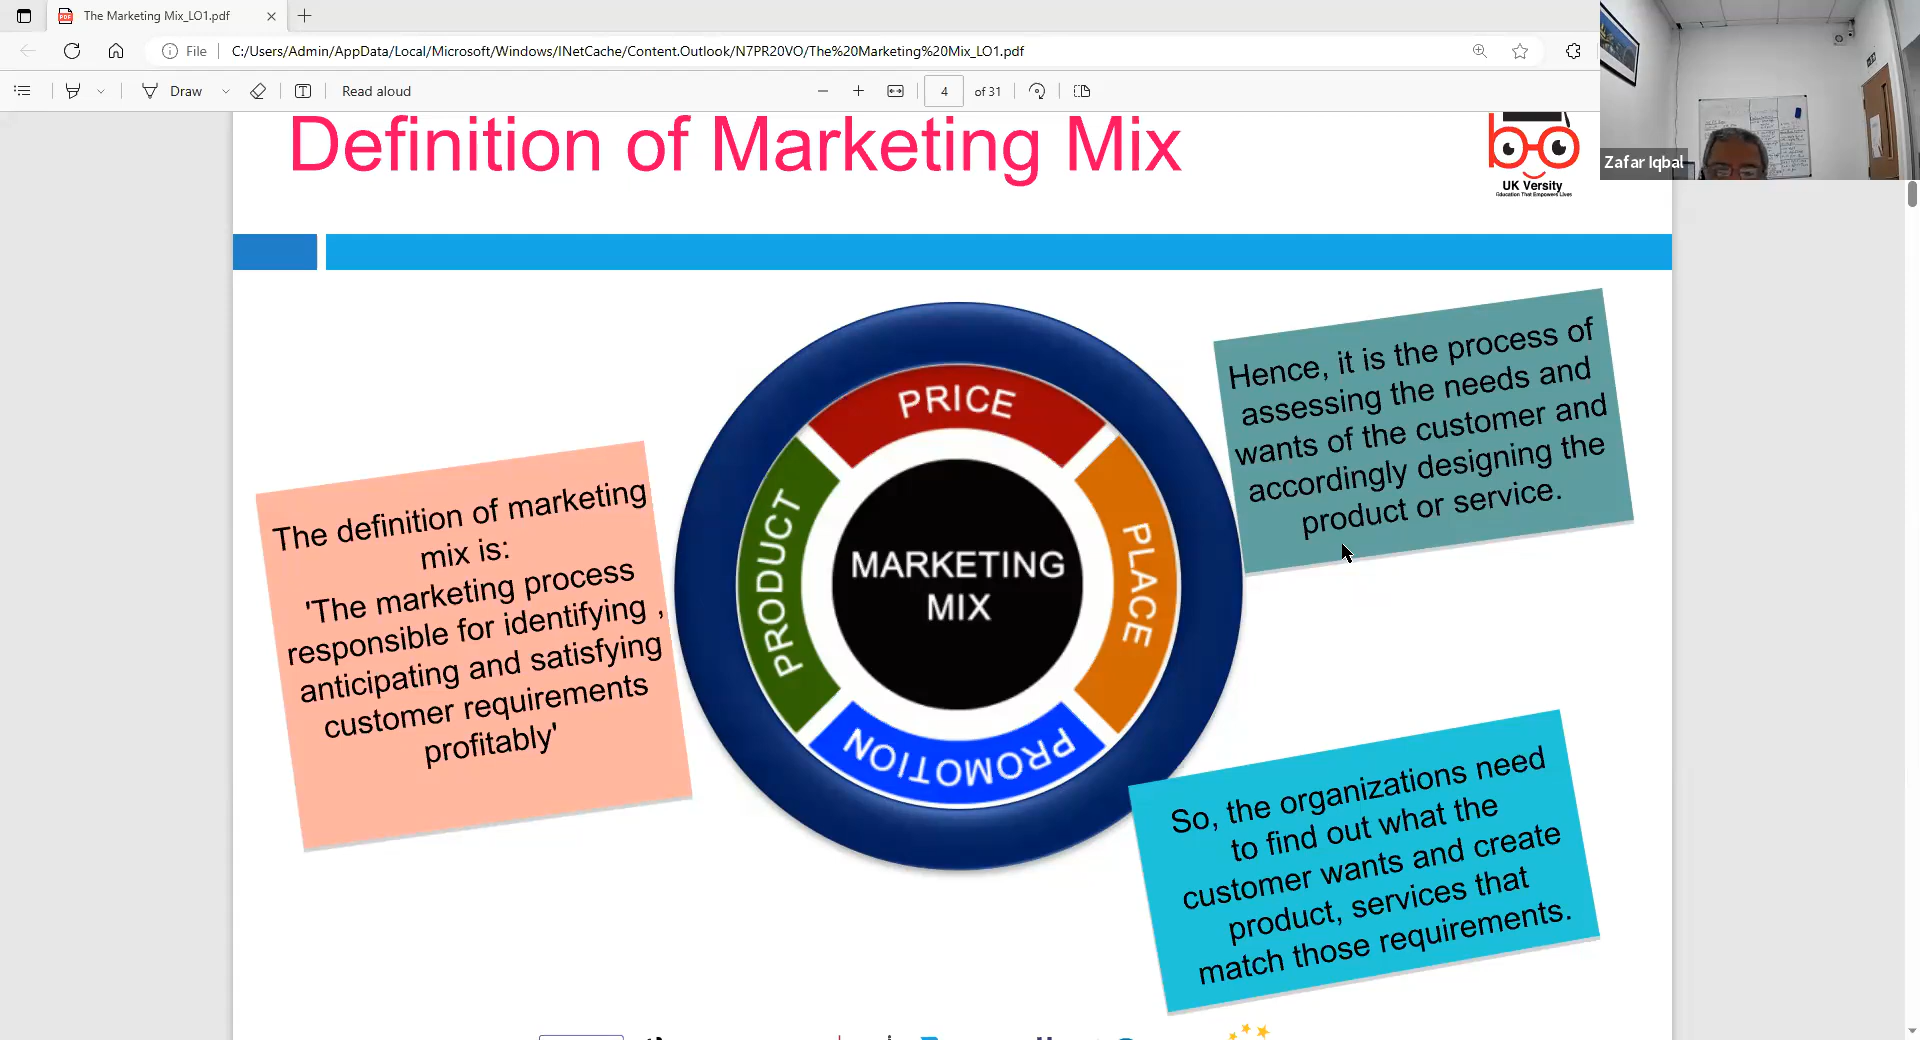 The Marketing Mix_LO1.pdf
File
C:/Users/Admin/AppData/Local/Microsoft/Windows/INetCache/Content.Outlook/N7PR20VO/The%20Marketing%20Mix_LO1.pdf
Draw
Read aloud
4
of 31
Zafar Iqbal
Definition of Marketing Mix
UK Versity
Education That Empowers Lives
The definition of marketing
mix is:
'The marketing process
responsible for identifying ,
anticipating and satisfying
customer requirements
profitably'
PRICE
PRODUCT
MARKETING
MIX
PLACE
PROMOTION
Hence, it is the process of
assessing the needs and
wants of the customer and
accordingly designing the
product or service.
So, the organizations need
to find out what the
customer wants and create
product, services that
match those requirements.